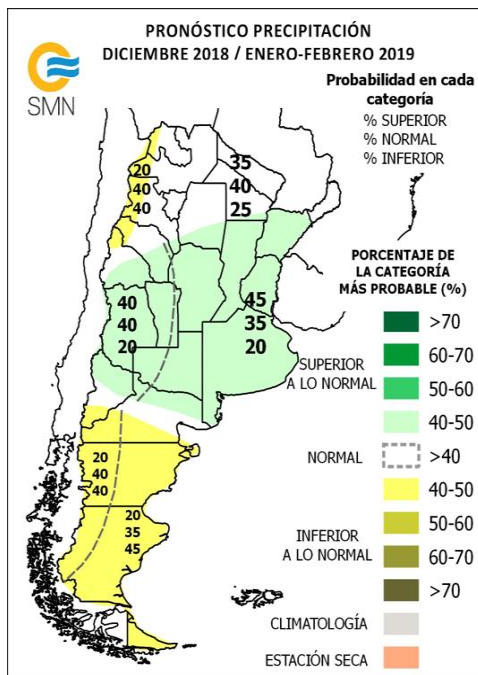 PRONÓSTICO PRECIPITACIÓN
DICIEMBRE 2018 / ENERO-FEBRERO 2019
SMN
Probabilidad en cada
categoría
% SUPERIOR
% NORMAL
% INFERIOR
20
40
40
35
40
25
40
40
20
45
35
20
20
40
40
20
35
45
PORCENTAJE DE
LA CATEGORÍA
MÁS PROBABLE (%)
>70
60-70
50-60
SUPERIOR
A LO NORMAL
40-50
NORMAL
>40
40-50
50-60
INFERIOR
A LO NORMAL
60-70
>70
CLIMATOLOGÍA
ESTACIÓN SECA